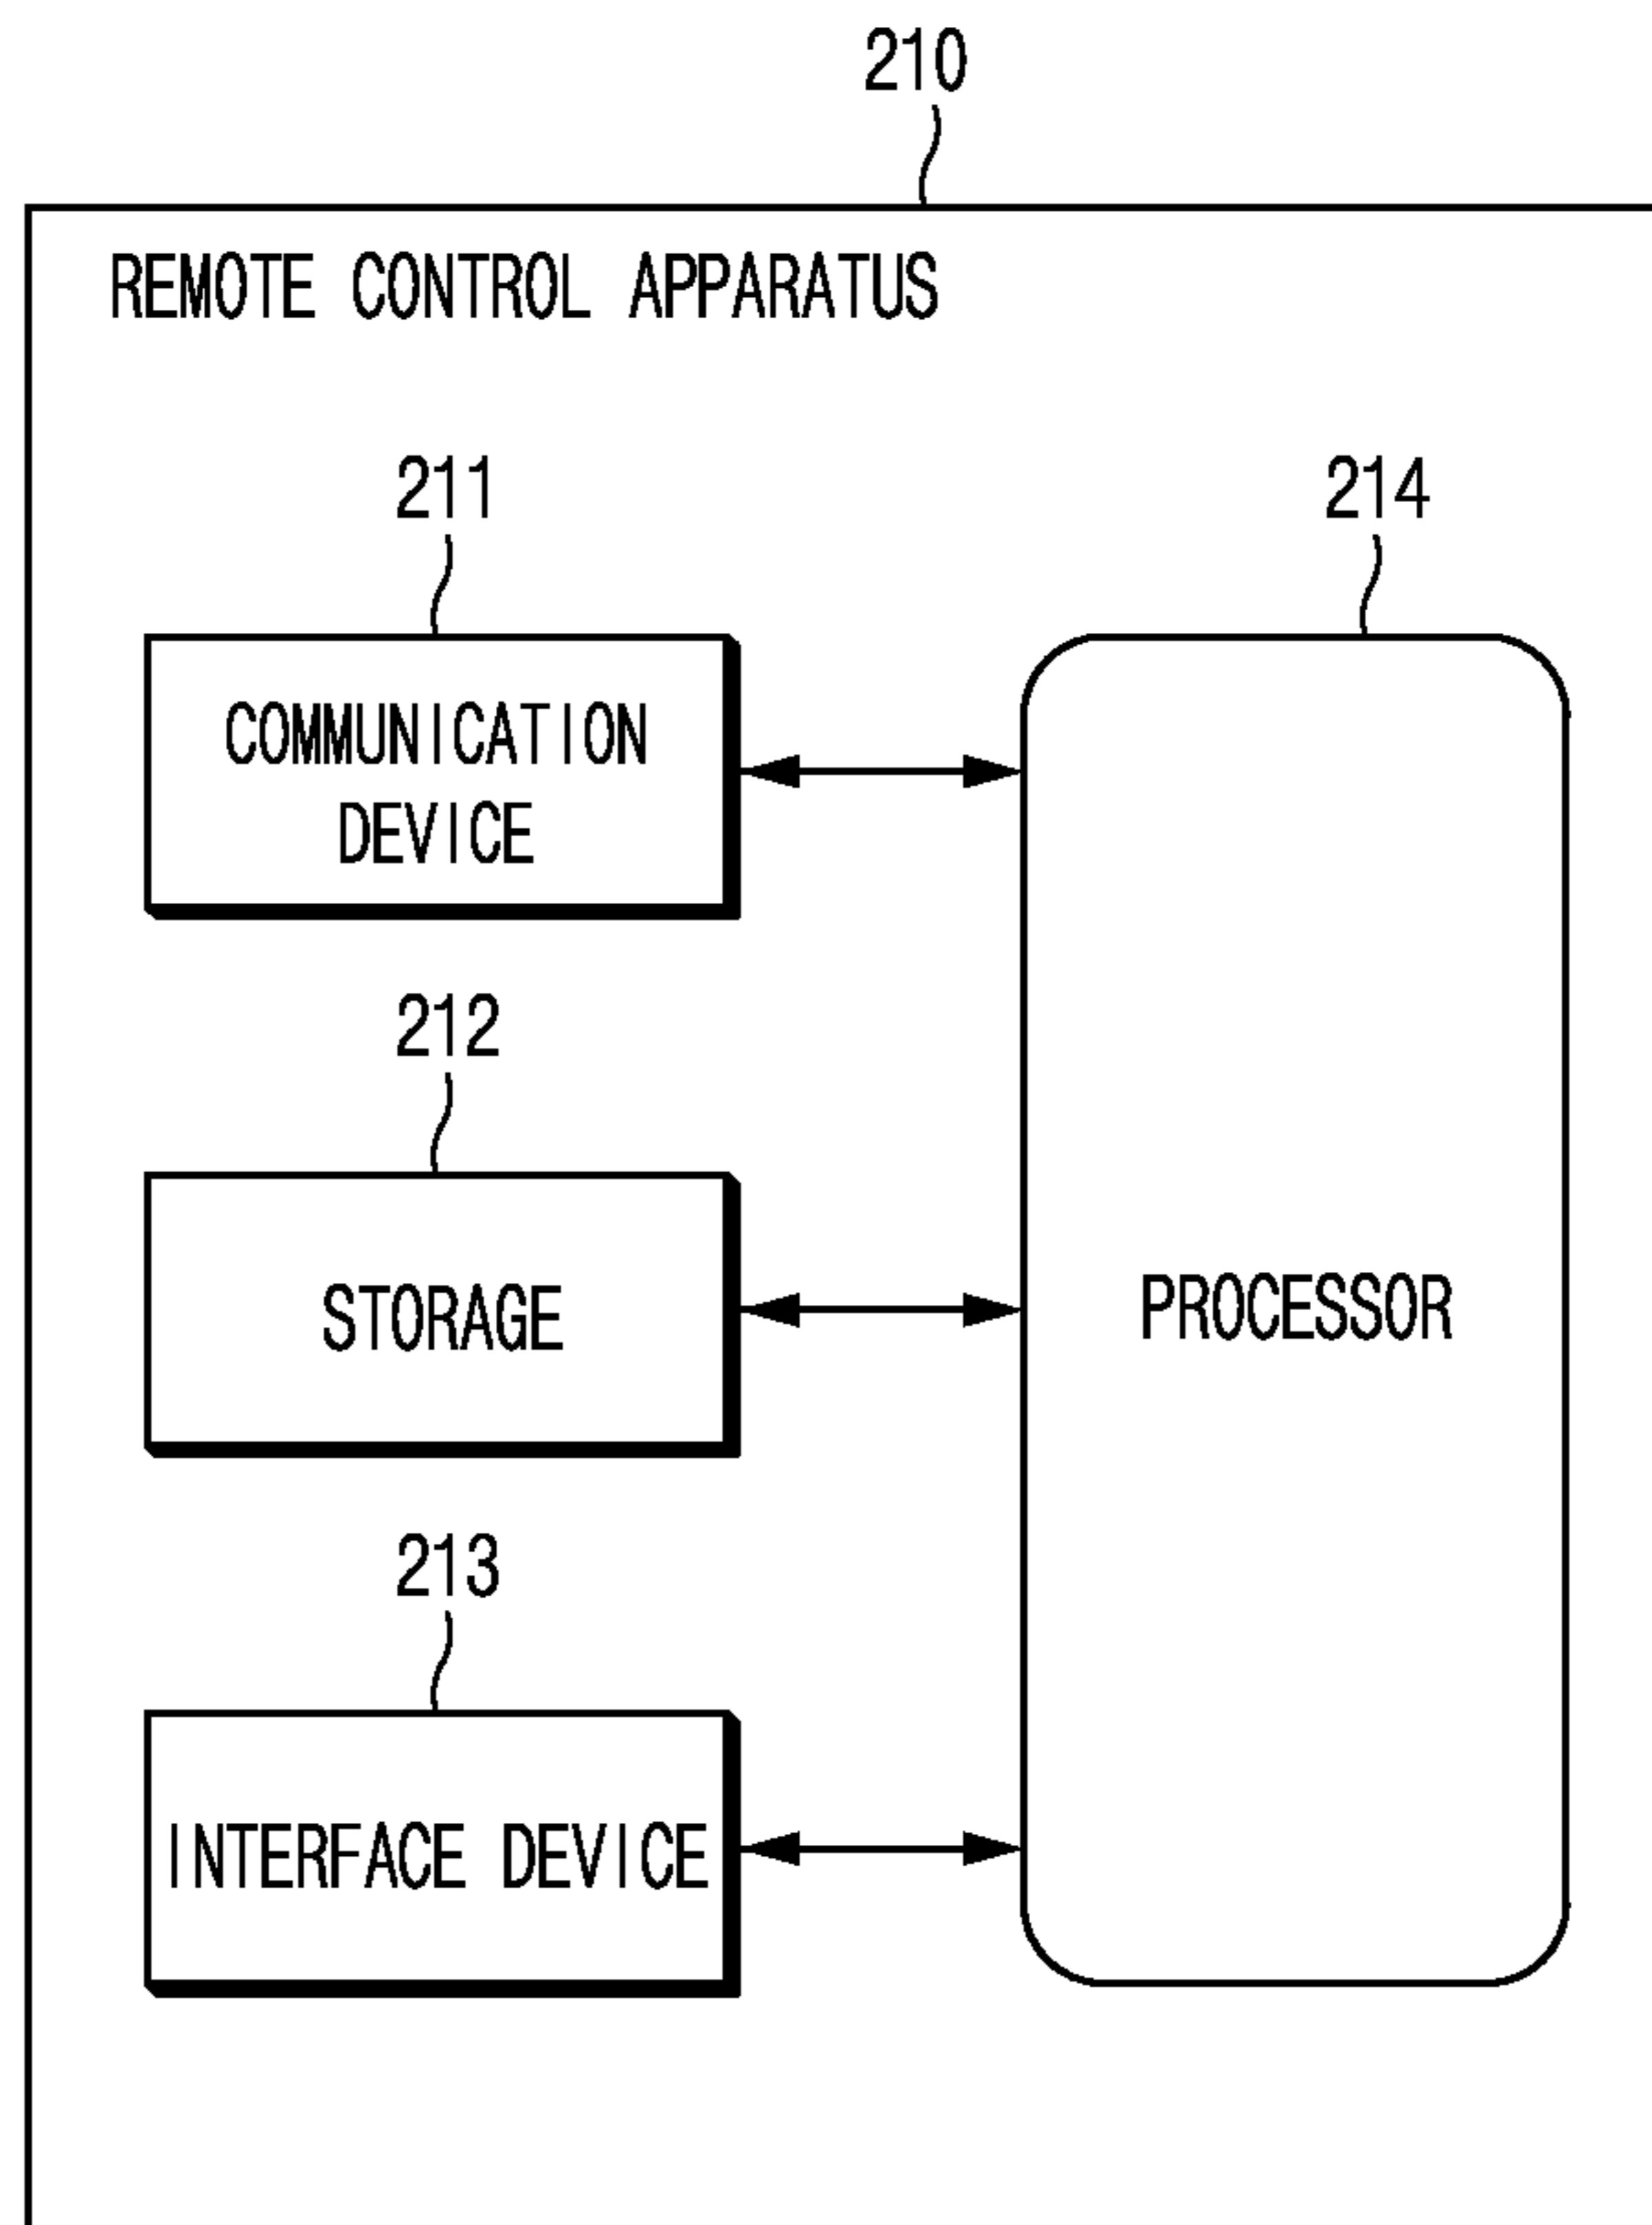 210
REMOTE CONTROL APPARATUS
211
214
COMMUNICATION
DEVICE
212
STORAGE
PROCESSOR
213
INTERFACE DEVICE